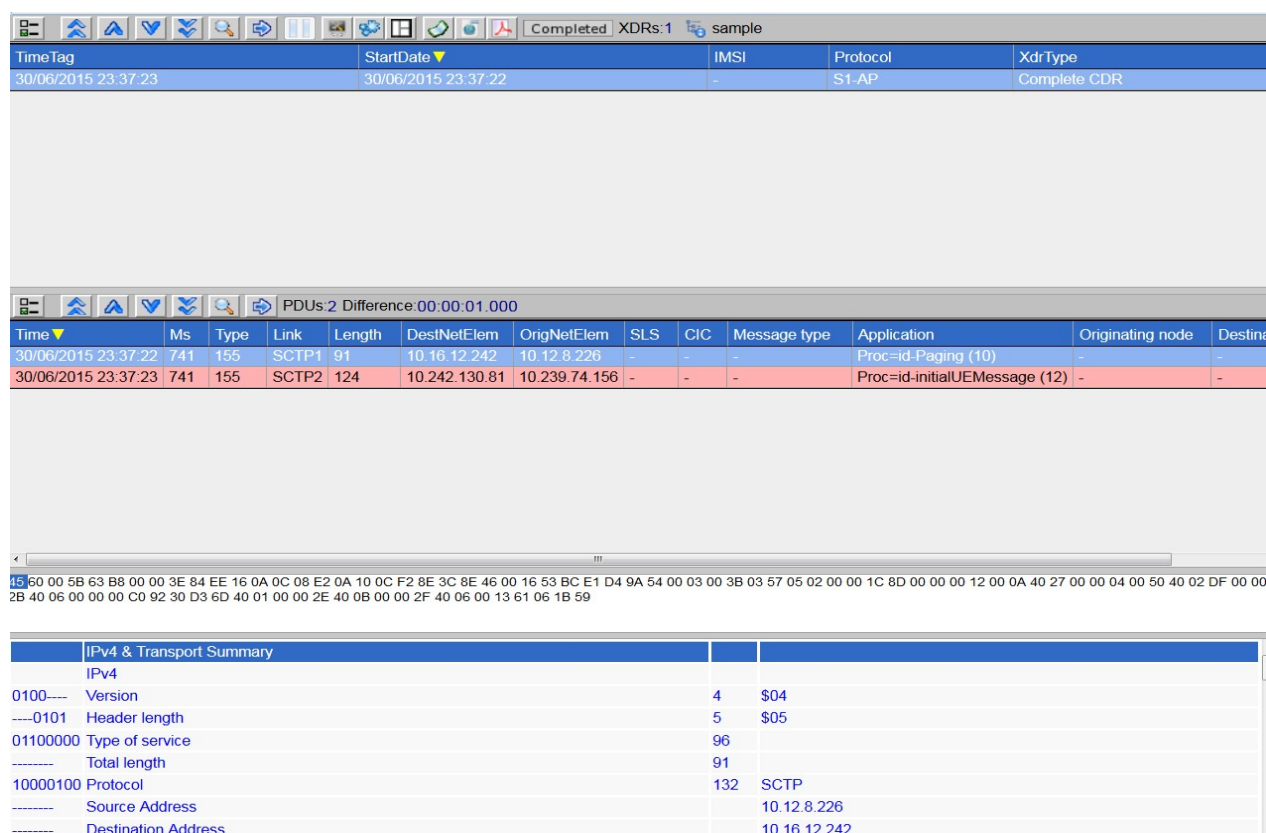 Completed XDRs:1 sample
TimeTag StartDate IMSI Protocol XdrType
30/06/2015 23:37:23 30/06/2015 23:37:22 - S1-AP Complete CDR
PDUs:2 Difference:00:00:01.000
Time Ms Type Link Length DestNetElem OrigNetElem SLS CIC Message type Application Originating node Destina
30/06/2015 23:37:22 741 155 SCTP1 91 10.16.12.242 10.12.8.226 - - - Proc=id-Paging (10) - -
30/06/2015 23:37:23 741 155 SCTP2 124 10.242.130.81 10.239.74.156 - - - Proc=id-initialUEMessage (12) - -
45 60 00 5B 63 B8 00 00 3E 84 EE 16 0A 0C 08 E2 0A 10 0C F2 8E 3C 8E 46 00 16 53 BC E1 D4 9A 54 00 03 00 3B 03 57 05 02 00 00 1C 8D 00 00 00 12 00 0A 40 27 00 00 04 00 50 40 02 DF 00 00
2B 40 06 00 00 00 C0 92 30 D3 6D 40 01 00 00 2E 40 0B 00 00 2F 40 06 00 13 61 06 1B 59
IPv4 & Transport Summary
IPv4
0100---- Version 4 $04
----0101 Header length 5 $05
01100000 Type of service 96
-------- Total length 91
10000100 Protocol 132 SCTP
-------- Source Address 10.12.8.226
-------- Destination Address 10.16.12.242